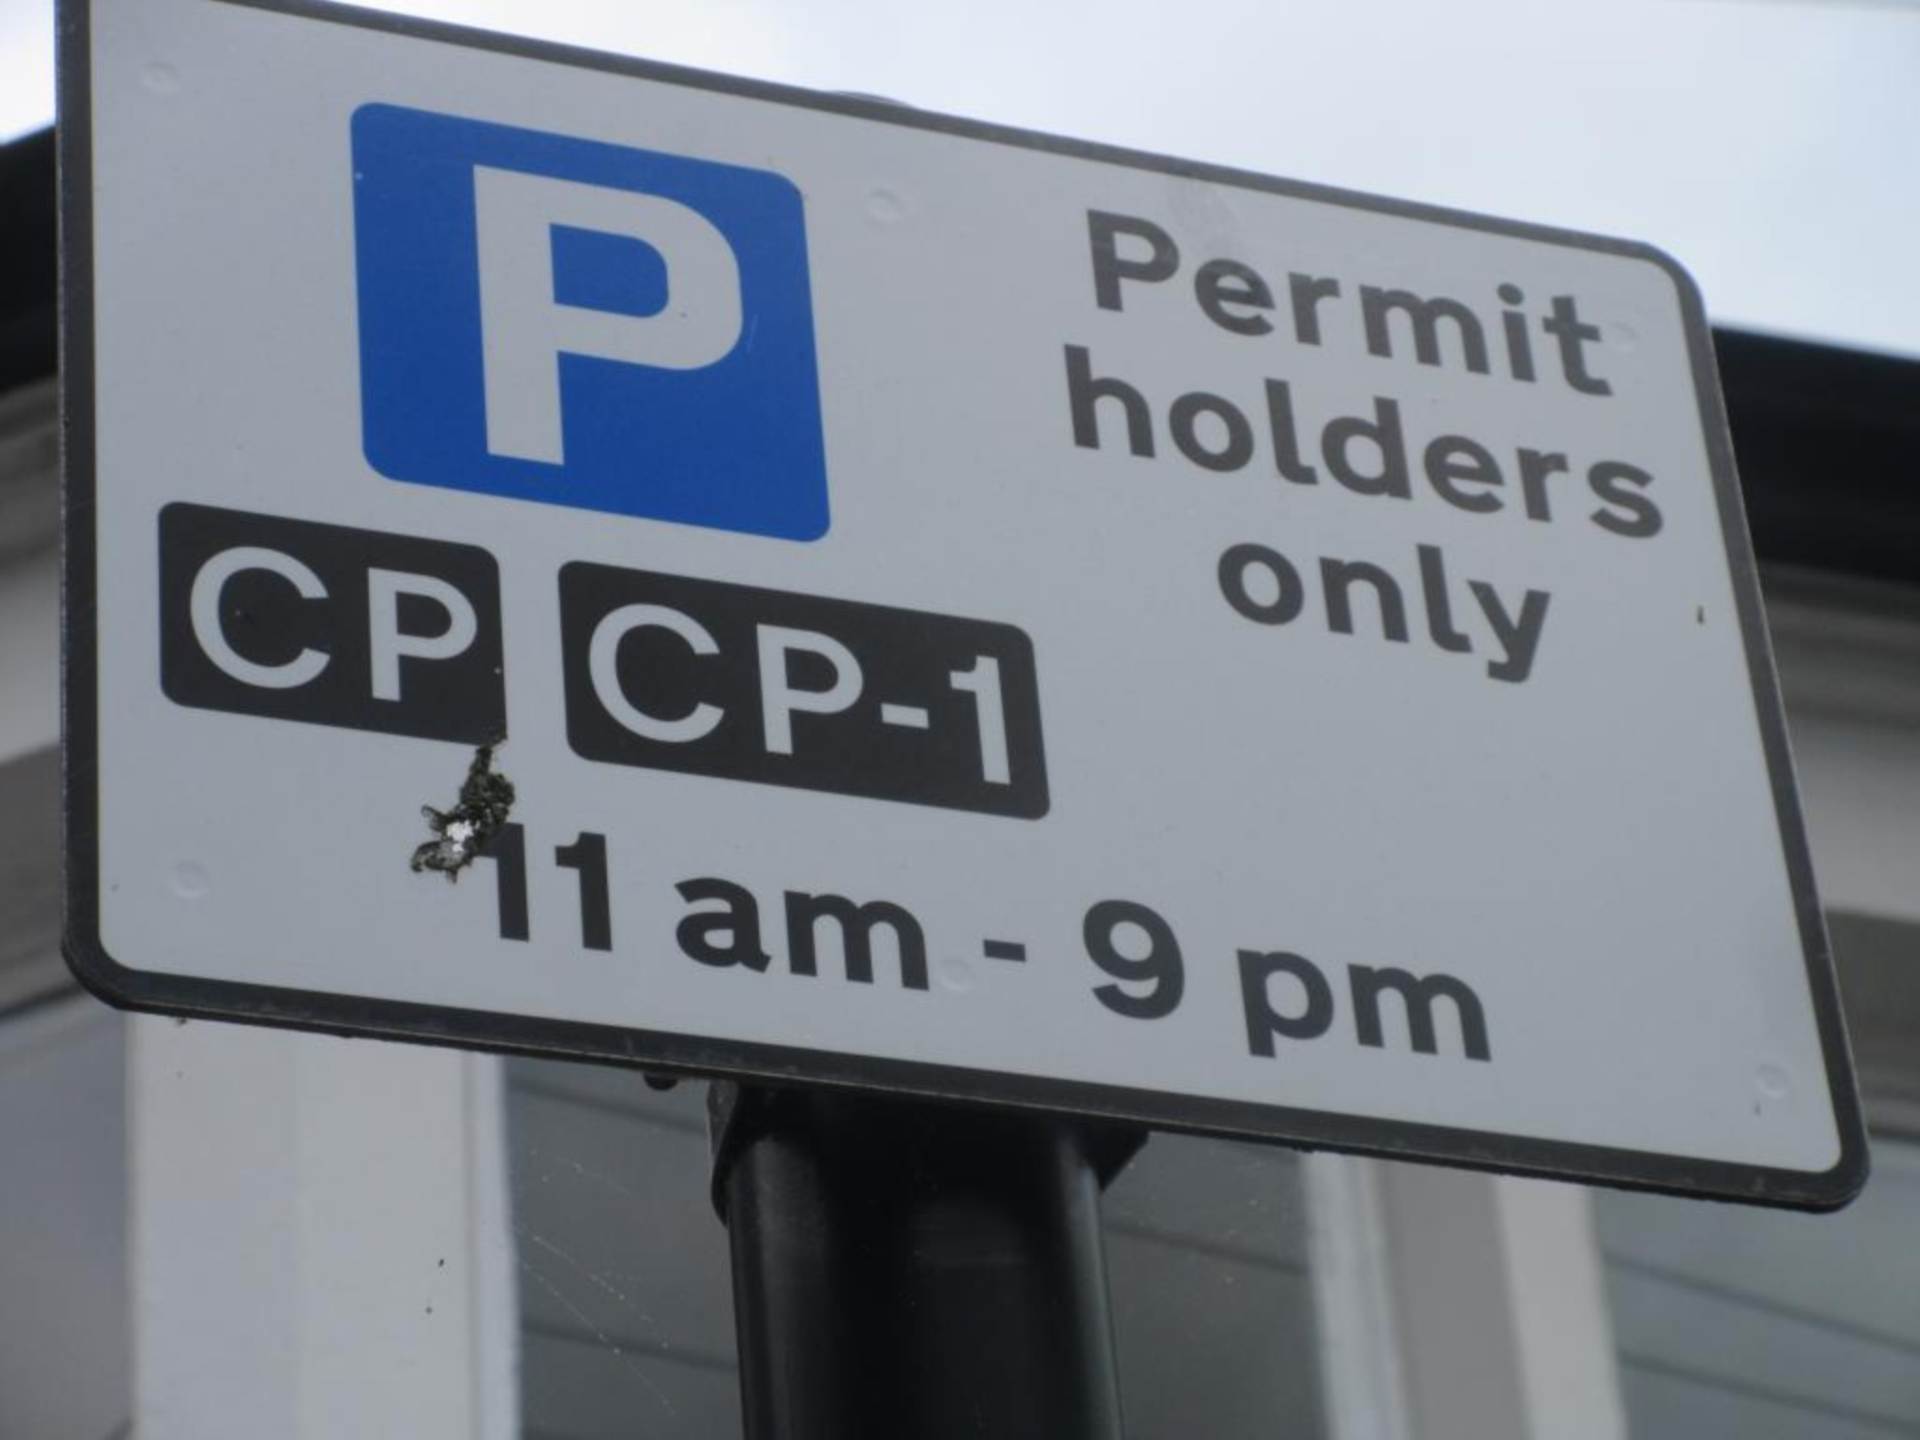 P
Permit
holders
only
CP CP-1
11 am - 9 pm